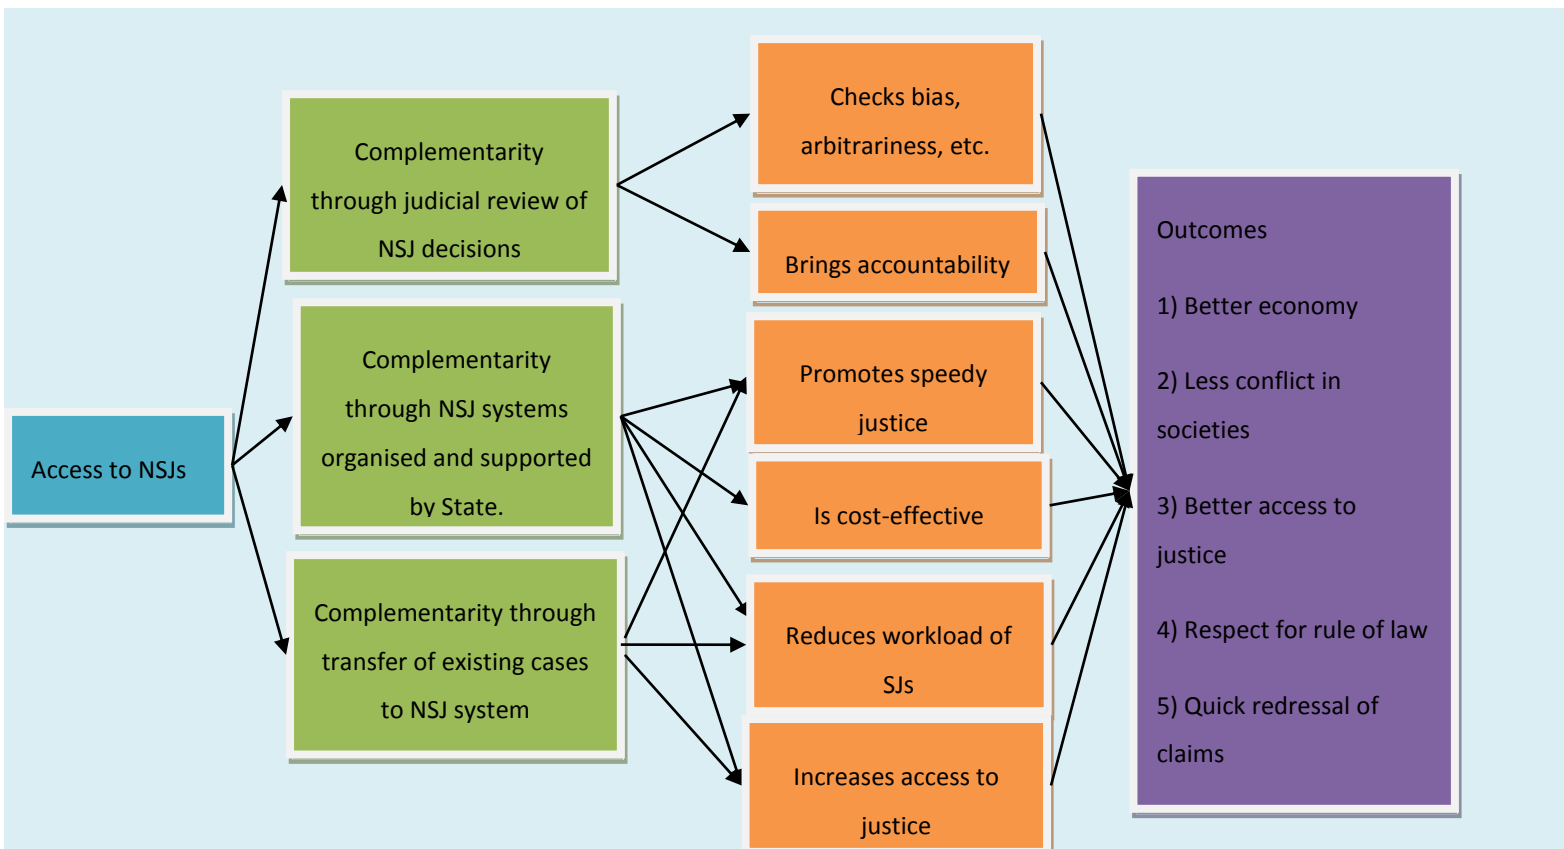 Access to NSJs
Complementarity
through judicial review of
NSJ decisions
Complementarity
through NSJ systems
organised and supported
by State.
Complementarity through
transfer of existing cases
to NSJ system
Checks bias,
arbitrariness, etc.
Brings accountability
Promotes speedy
justice
Is cost-effective
Reduces workload of
SJs
Increases access to
justice
Outcomes
1) Better economy
2) Less conflict in
societies
3) Better access to
justice
4) Respect for rule of law
5) Quick redressal of
claims